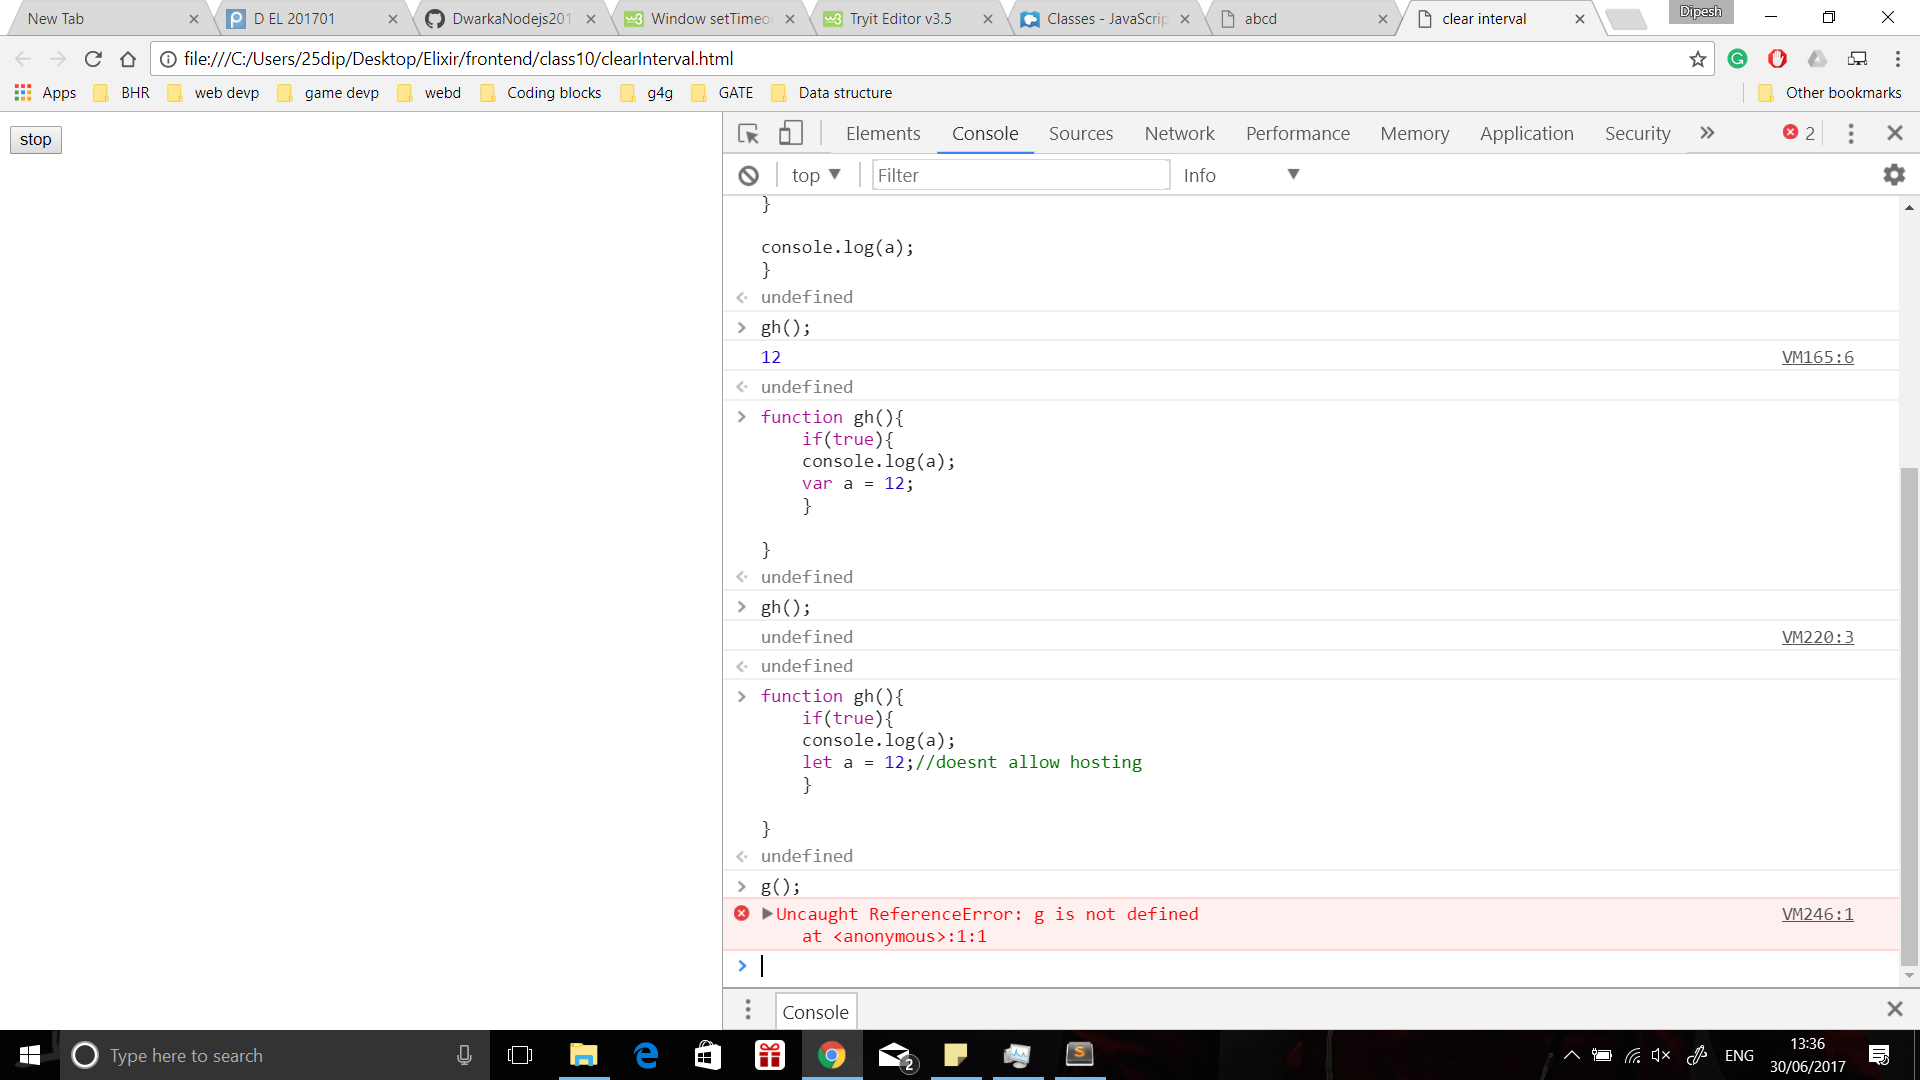 New Tab
D EL 201701
DwarkaNodejs201
Window setTimeou
Tryit Editor v3.5
Classes - JavaScrip
abcd
clear interval
Dipesh
file:///C:/Users/25dip/Desktop/Elixir/frontend/class10/clearInterval.html
Apps BHR web devp game devp webd Coding blocks g4g GATE Data structure Other bookmarks
stop
Elements Console Sources Network Performance Memory Application Security » 2
top Filter Info
}
console.log(a);
}
undefined
gh();
12 VM165:6
undefined
function gh(){
if(true){
console.log(a);
var a = 12;
}
}
undefined
gh();
undefined VM220:3
undefined
function gh(){
if(true){
console.log(a);
let a = 12;//doesnt allow hosting
}
}
undefined
g();
Uncaught ReferenceError: g is not defined VM246:1
at <anonymous>:1:1
Console
Type here to search
2
ENG
13:36
30/06/2017